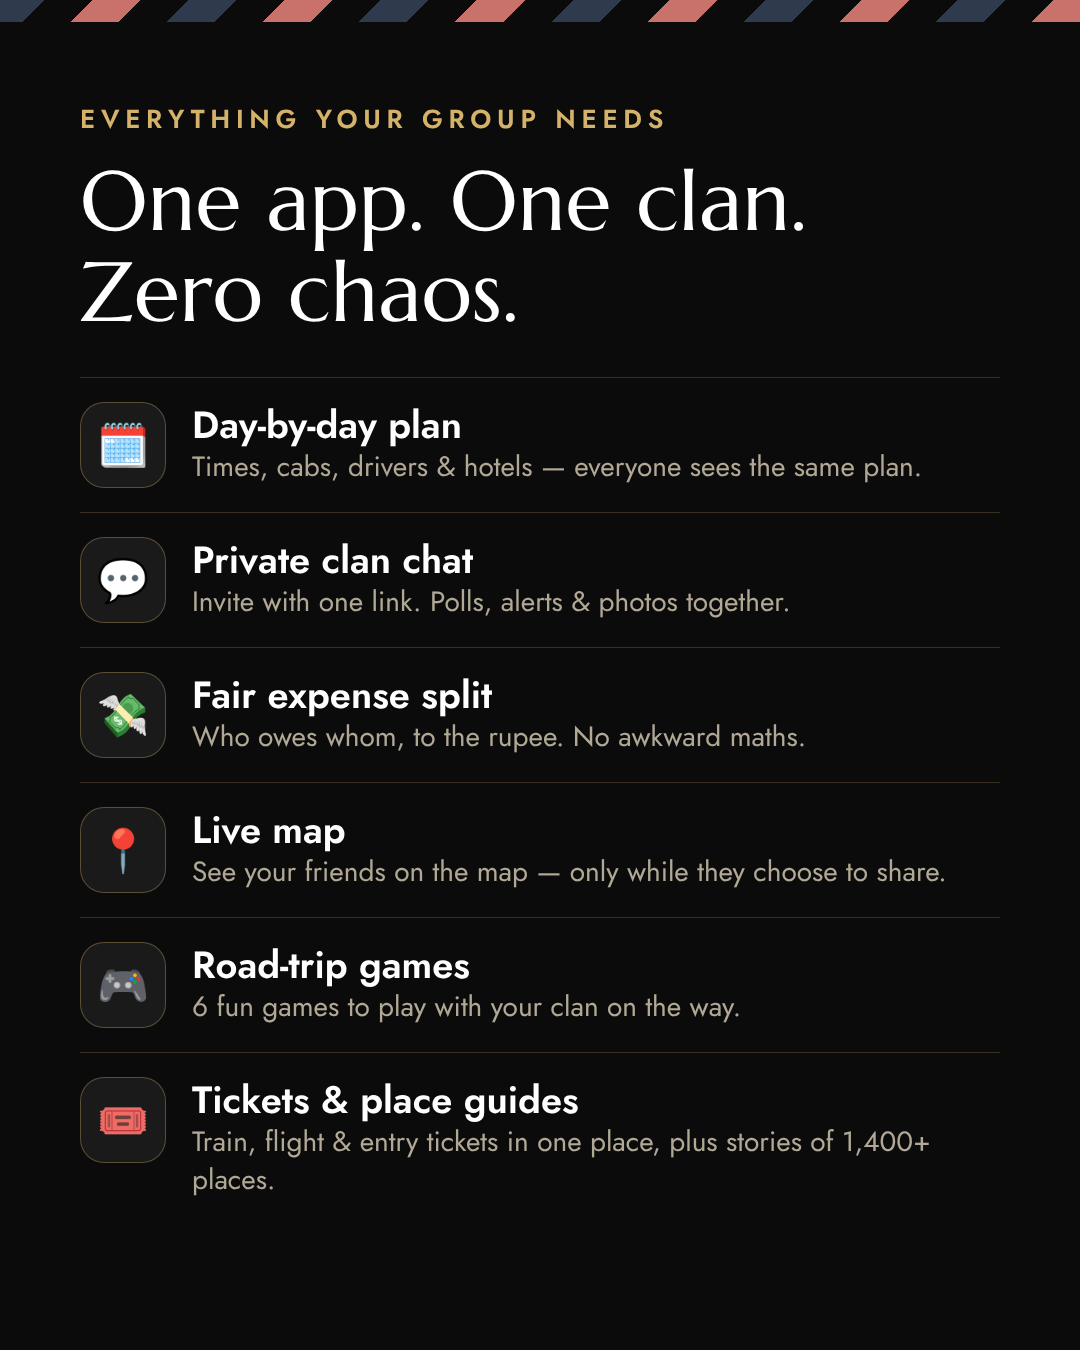 EVERYTHING YOUR GROUP NEEDS
One app. One clan.
Zero chaos.
Day-by-day plan
Times, cabs, drivers & hotels — everyone sees the same plan.
Private clan chat
Invite with one link. Polls, alerts & photos together.
Fair expense split
Who owes whom, to the rupee. No awkward maths.
Live map
See your friends on the map — only while they choose to share.
Road-trip games
6 fun games to play with your clan on the way.
Tickets & place guides
Train, flight & entry tickets in one place, plus stories of 1,400+
places.